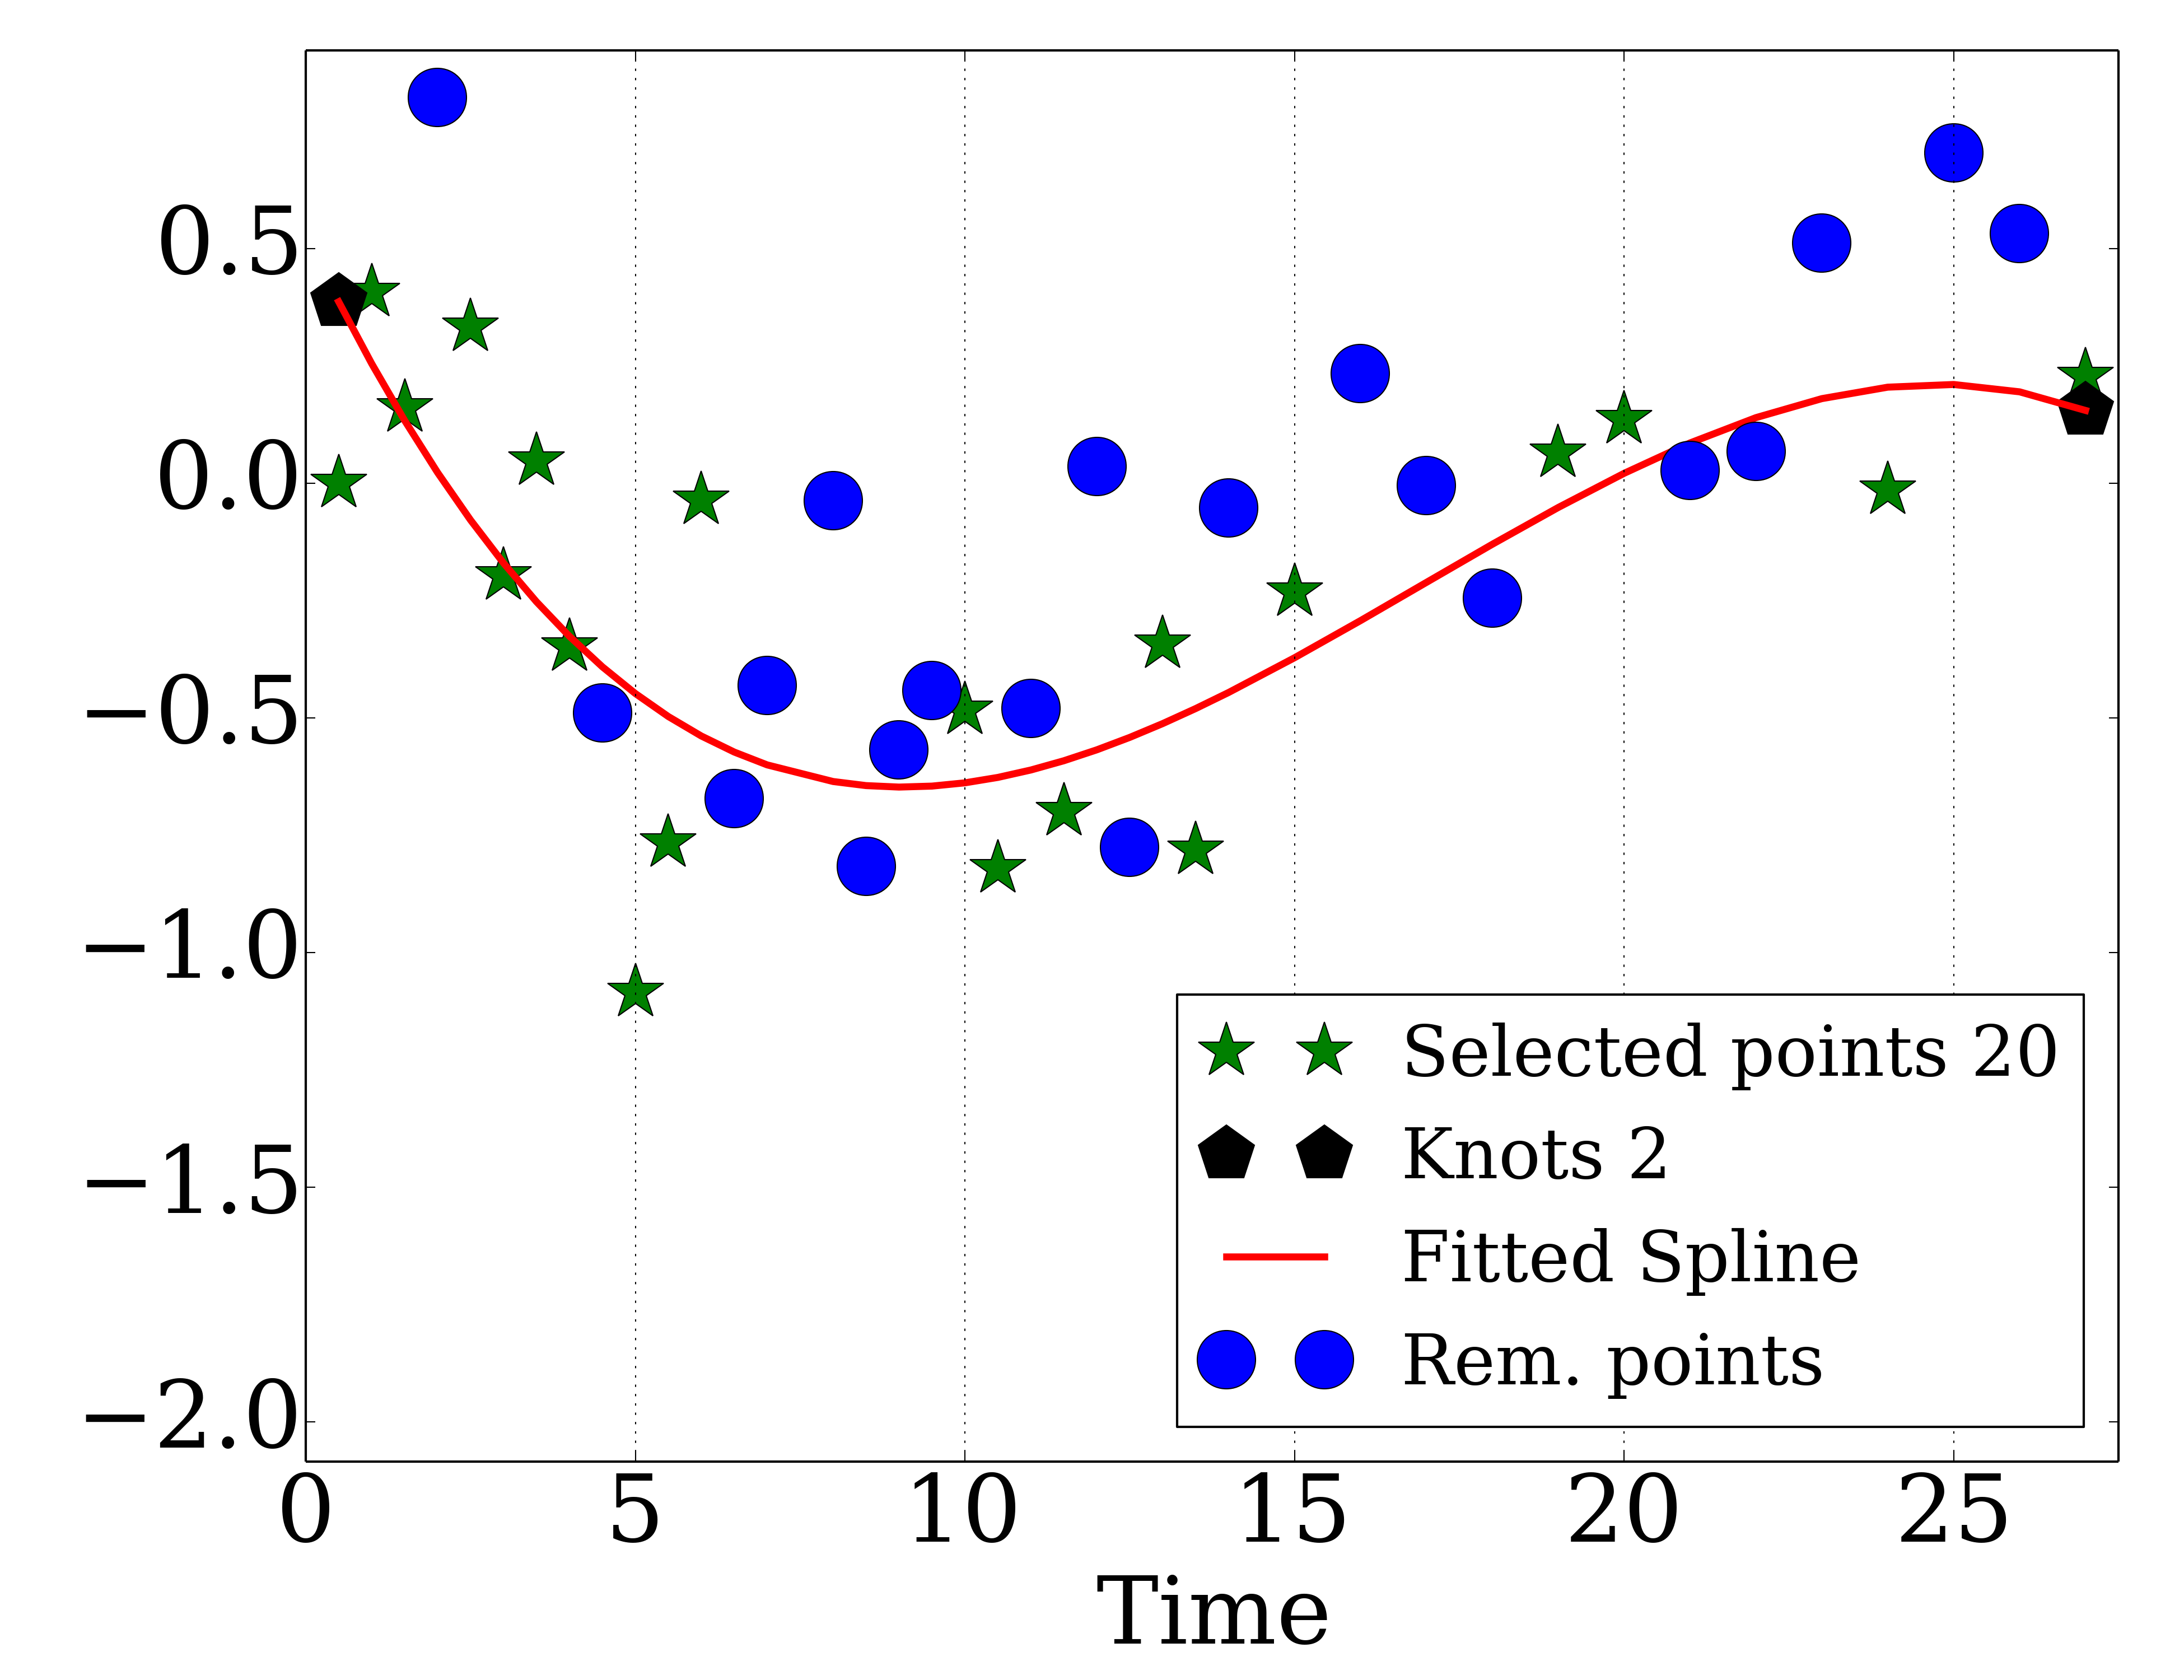 0.5
0.0
−0.5
−1.0
−1.5
−2.0
Selected points 20
Knots 2
Fitted Spline
Rem. points
0 5 10 15 20 25
Time